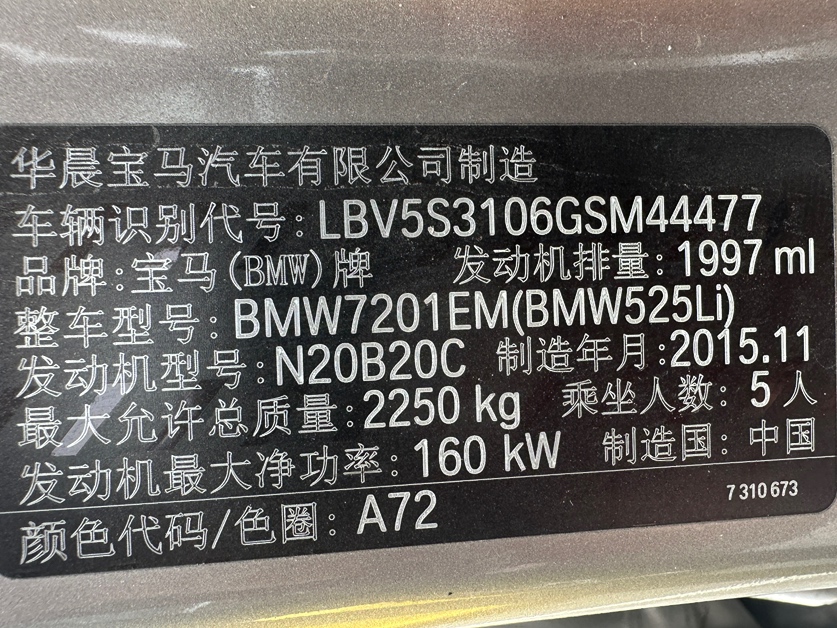 华晨宝马汽车有限公司制造
车辆识别代号: LBV5S3106GSM44477
品牌: 宝马(BMW)牌 发动机排量: 1997 ml
整车型号: BMW7201EM(BMW525Li)
发动机型号: N20B20C 制造年月: 2015.11
最大允许总质量: 2250 kg 乘坐人数: 5 人
发动机最大净功率: 160 kW 制造国: 中国
7 310 673
颜色代码/色圈: A72